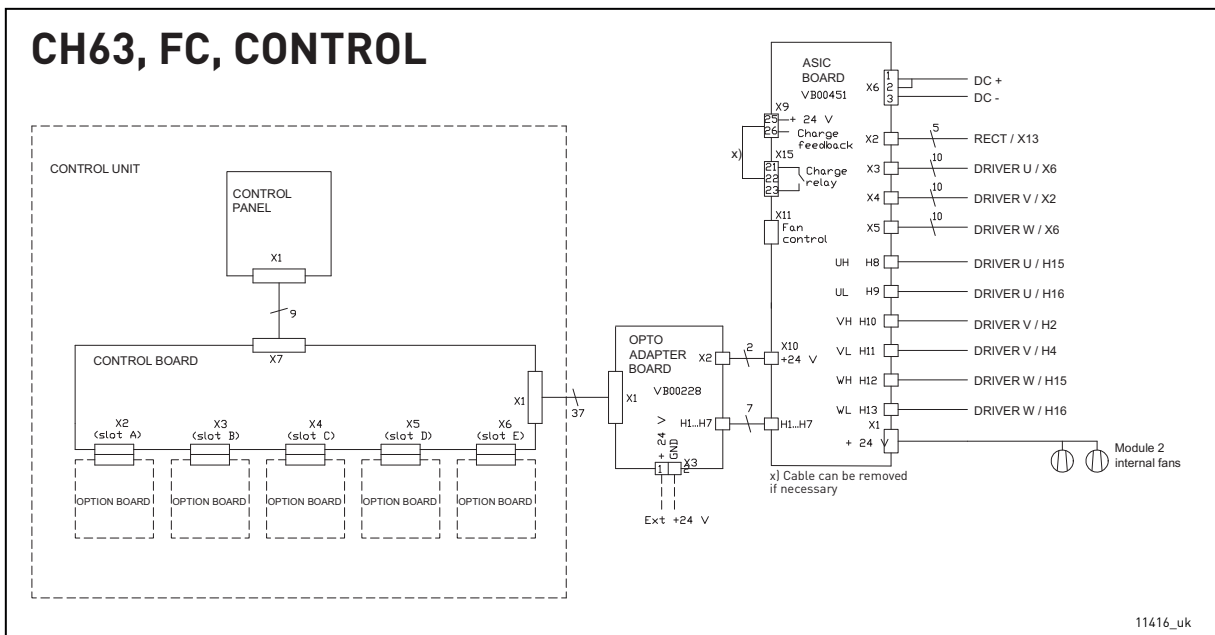 CH63, FC, CONTROL
CONTROL UNIT
CONTROL
PANEL
X1
9
X7
CONTROL BOARD
X1
37
X2
(slot A)
X3
(slot B)
X4
(slot C)
X5
(slot D)
X6
(slot E)
OPTION BOARD
OPTION BOARD
OPTION BOARD
OPTION BOARD
OPTION BOARD
OPTO
ADAPTER
BOARD
VB00228
X1
X2
2
H1...H7
7
+ 24 V
GND
X3
1
2
Ext +24 V
ASIC
BOARD
VB00451
X9
25
+ 24 V
26
Charge
feedback
x)
X15
21
22
23
Charge
relay
X11
Fan
control
X10
+24 V
H1...H7
x) Cable can be removed
if necessary
X6
1
2
3
DC +
DC -
X2
5
RECT / X13
X3
10
DRIVER U / X6
X4
10
DRIVER V / X2
X5
10
DRIVER W / X6
UH H8
DRIVER U / H15
UL H9
DRIVER U / H16
VH H10
DRIVER V / H2
VL H11
DRIVER V / H4
WH H12
DRIVER W / H15
WL H13
DRIVER W / H16
X1
+ 24 V
Module 2
internal fans
11416_uk